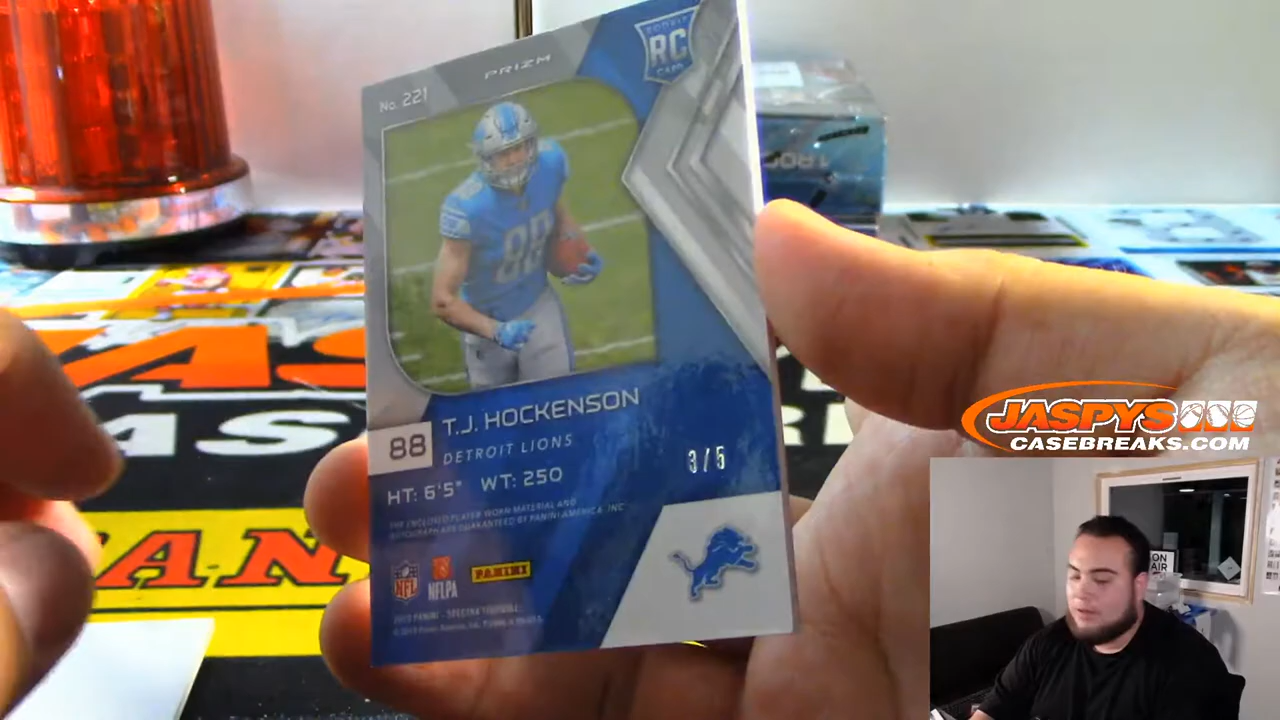 ROOKIE
RC
CARD
PRIZM
No. 221
88
T.J. HOCKENSON
DETROIT LIONS
3/5
HT: 6'5" WT: 250
THE ENCLOSED PLAYER-WORN MATERIAL AND
AUTOGRAPH ARE GUARANTEED BY PANINI AMERICA, INC.
NFL
NFLPA
PANINI
JASPYS
CASEBREAKS.COM
ON
AIR